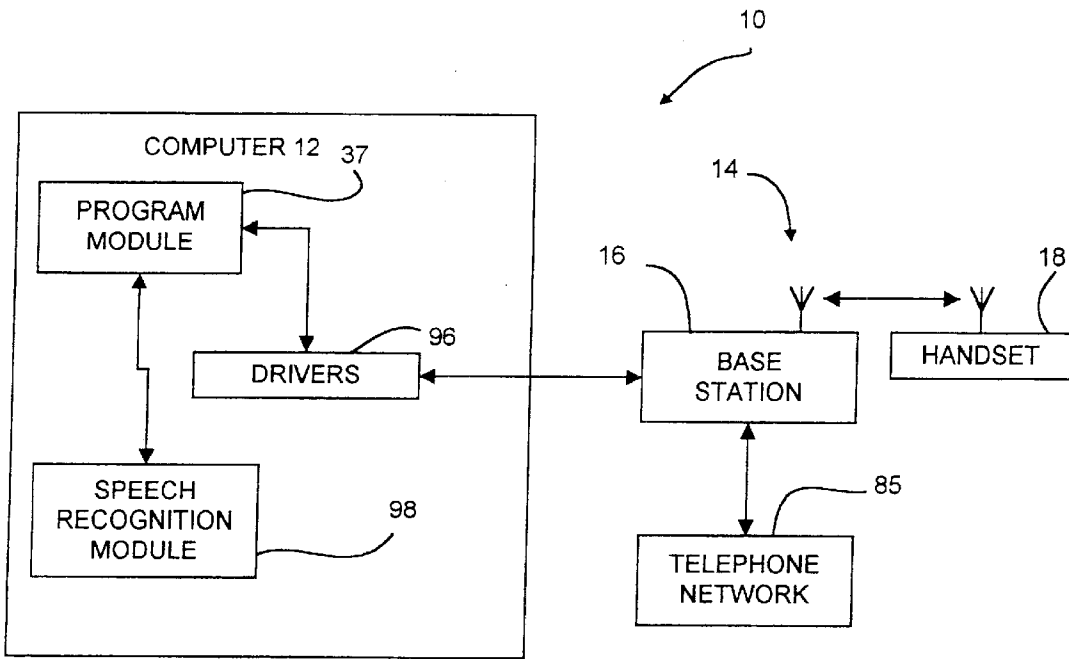 10
COMPUTER 12
37
PROGRAM
MODULE
14
16
18
96
DRIVERS
BASE
STATION
HANDSET
SPEECH
RECOGNITION
MODULE
98
85
TELEPHONE
NETWORK